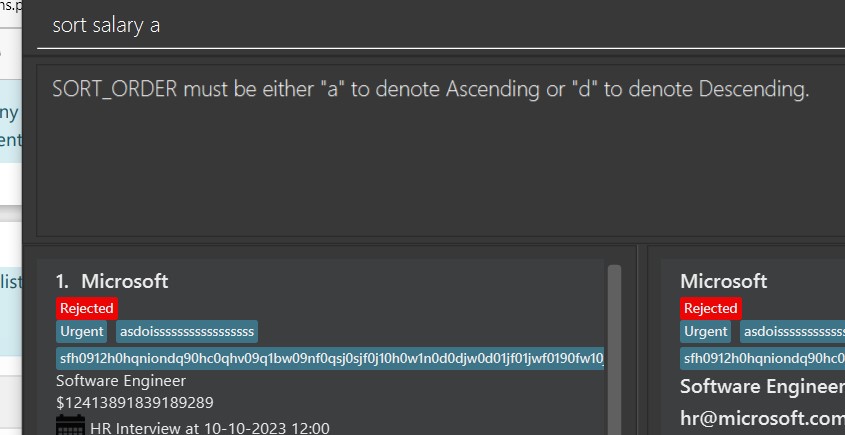 ns.p
sort salary a
SORT_ORDER must be either "a" to denote Ascending or "d" to denote Descending.
ny
ent
list
1. Microsoft
Rejected
Urgent asdoisssssssssssssssss
sfh0912h0hqniondq90hc0qhv09q1bw09nf0qsj0sjf0j10h0w1n0d0djw0d01jf01jwf0190fw10
Software Engineer
$12413891839189289
HR Interview at 10-10-2023 12:00
Microsoft
Rejected
Urgent asdoissssssssssss
sfh0912h0hqniondq90hc0
Software Engineer
hr@microsoft.com